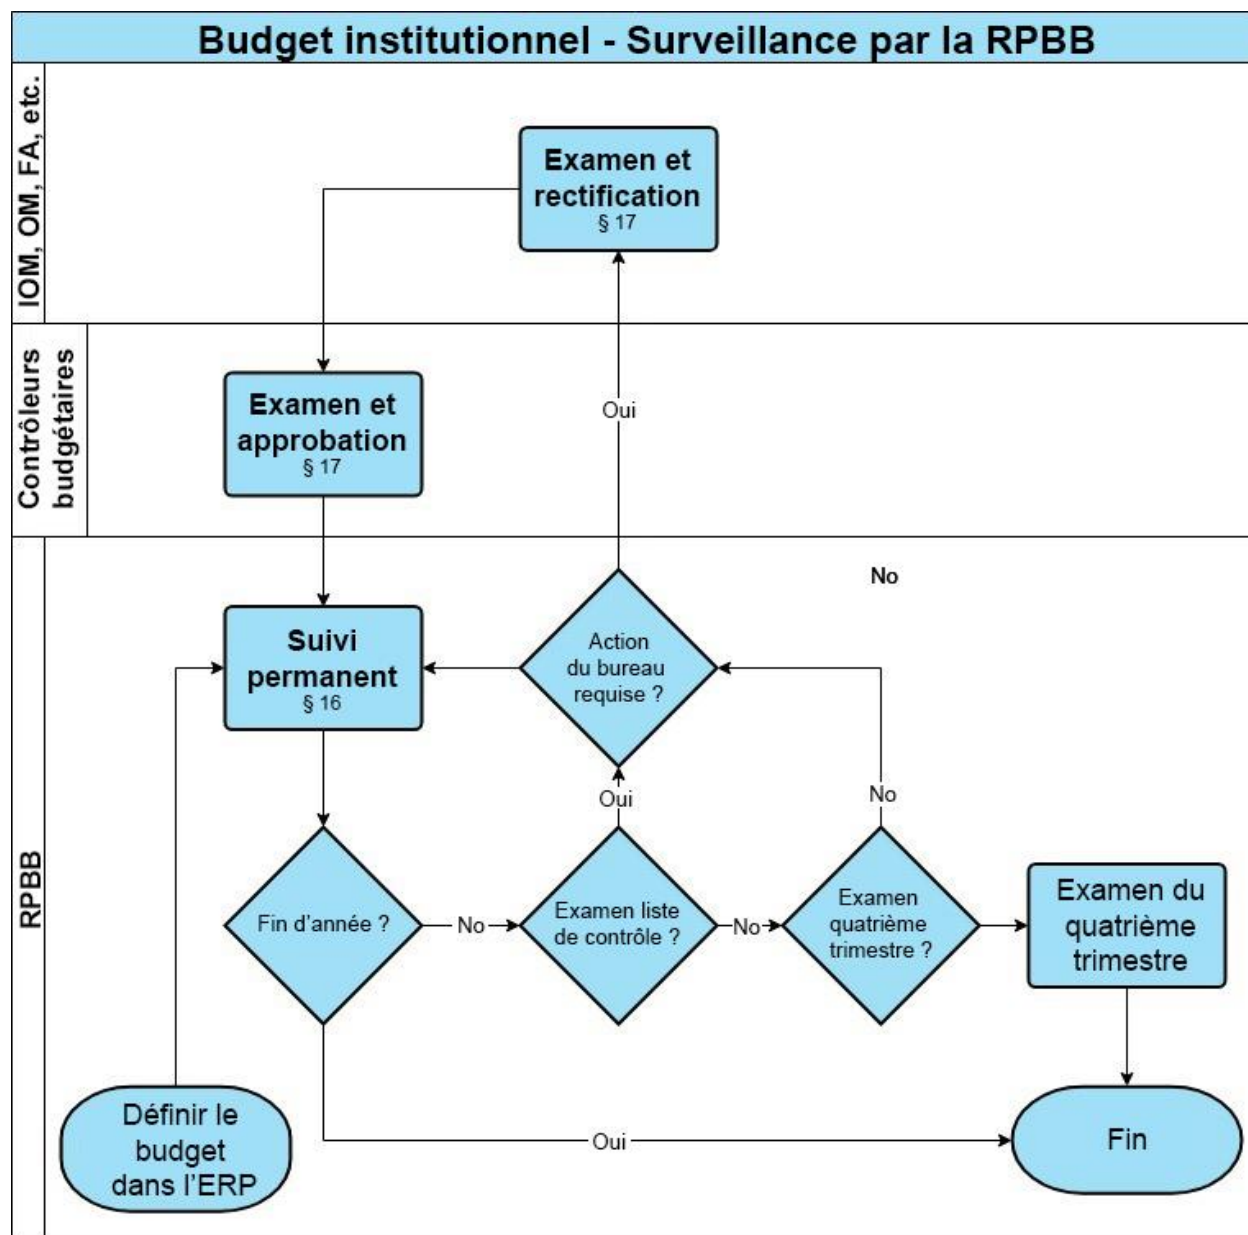 Budget institutionnel - Surveillance par la RPBB
IOM, OM, FA, etc.
Examen et
rectification
§ 17
Contrôleurs
budgétaires
Examen et
approbation
§ 17
Oui
RPBB
No
Suivi
permanent
§ 16
Action
du bureau
requise ?
Oui
No
Fin d'année ?
No
Examen liste
de contrôle ?
No
Examen
quatrième
trimestre ?
Examen du
quatrième
trimestre
Définir le
budget
dans l'ERP
Oui
Fin